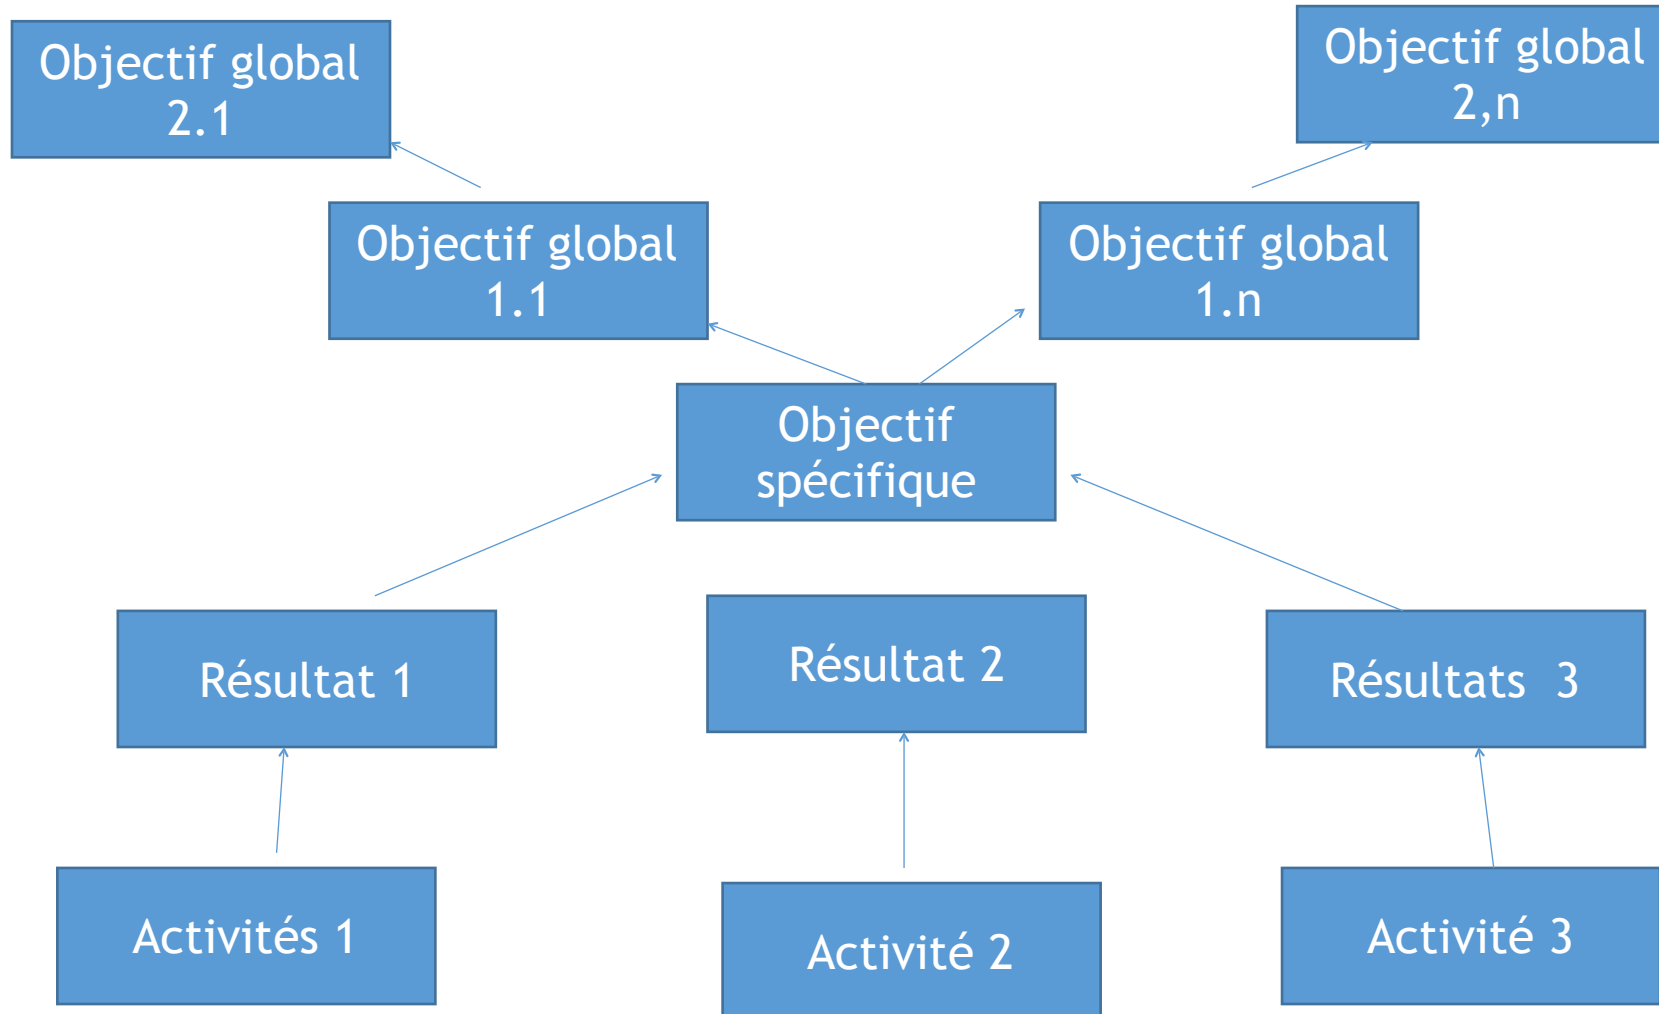 Objectif global
2.1
Objectif global
2,n
Objectif global
1.1
Objectif global
1.n
Objectif
spécifique
Résultat 1
Résultat 2
Résultats  3
Activités 1
Activité 2
Activité 3